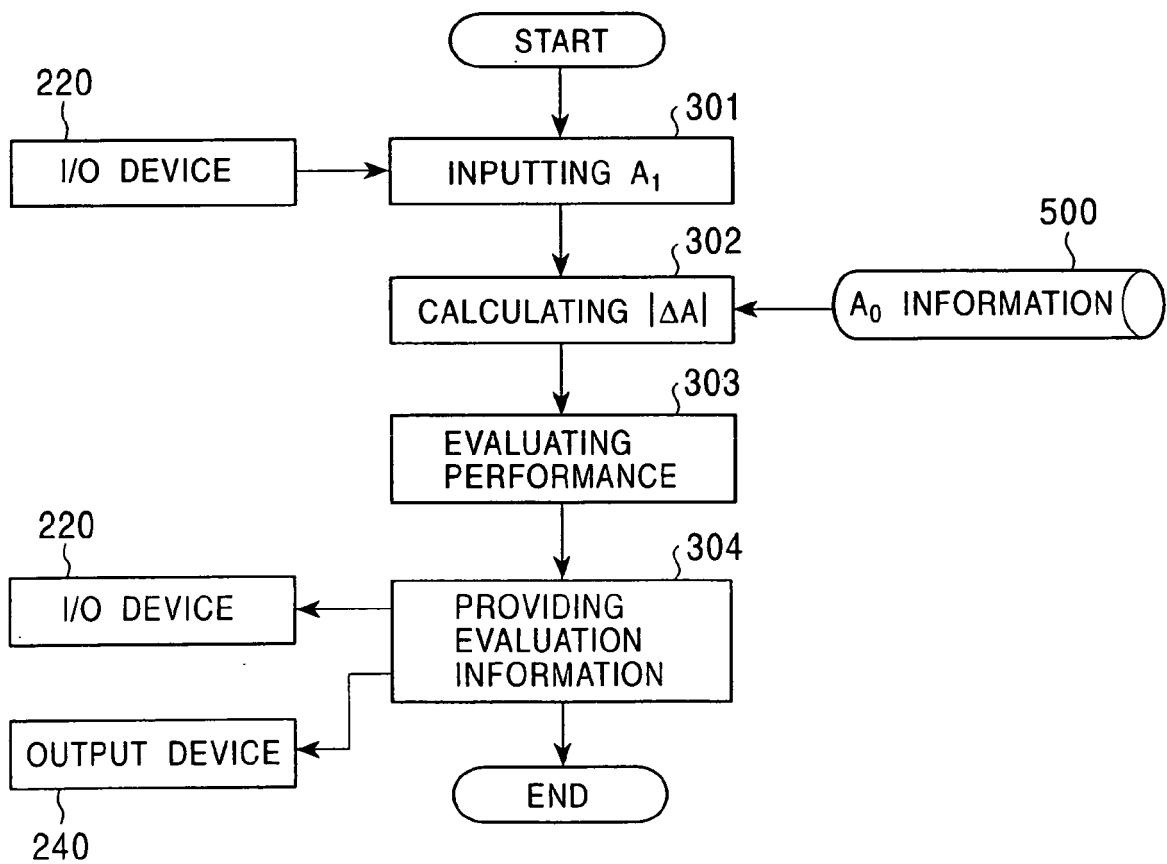 START
220
301
I/O DEVICE
INPUTTING A₁
302
500
CALCULATING |ΔA|
A₀ INFORMATION
303
EVALUATING
PERFORMANCE
220
304
I/O DEVICE
PROVIDING
EVALUATION
INFORMATION
OUTPUT DEVICE
240
END